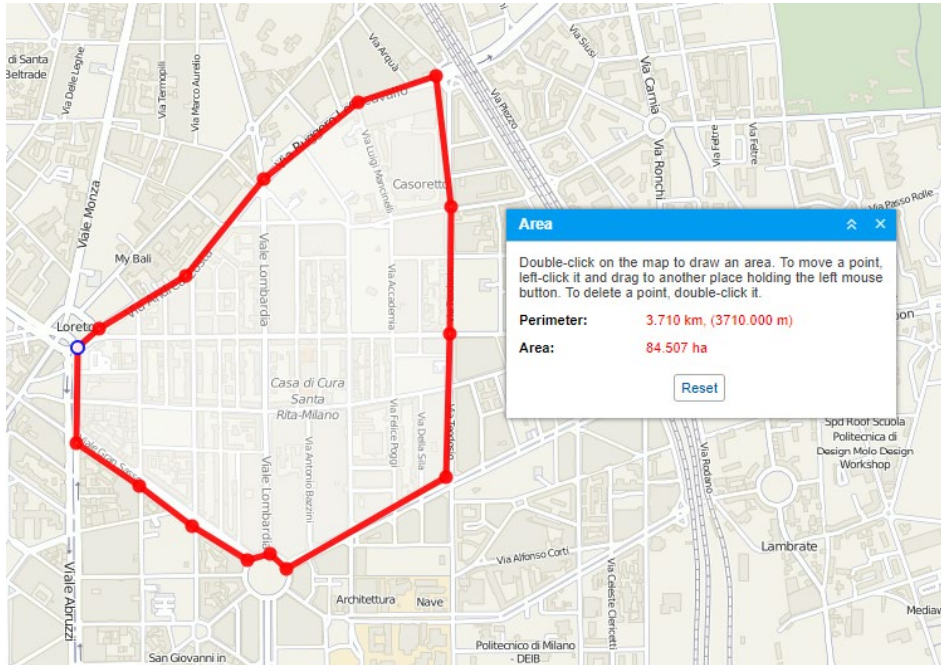 di Santa
Beltrade
Via Delle Leghe
Via Termopili
Via Marco Aurelio
Via Arquà
Via Siusi
Via Carnia
Via Plezzo
Via Feltre
Via Feltre
Via Ronchi
Via Passo Rolle
Via Luigi Mancinelli
Casoretto
Viale Monza
My Bali
Viale Lombardia
Via Accademia
Loreto
Area
Double-click on the map to draw an area. To move a point,
left-click it and drag to another place holding the left mouse
button. To delete a point, double-click it.
Perimeter:
3.710 km, (3710.000 m)
Area:
84.507 ha
Reset
Casa di Cura
Santa
Rita-Milano
Via Felice Poggi
Via Della Sila
Via Antonio Bazzini
Viale Lombardia
Spd Roof Scuola
Politecnica di
Design Molo Design
Workshop
Via Rodano
Lambrate
Via Alfonso Corti
Via Celeste Clericetti
Viale Abruzzi
Architettura
Nave
Politecnico di Milano
- DEIB
San Giovanni in